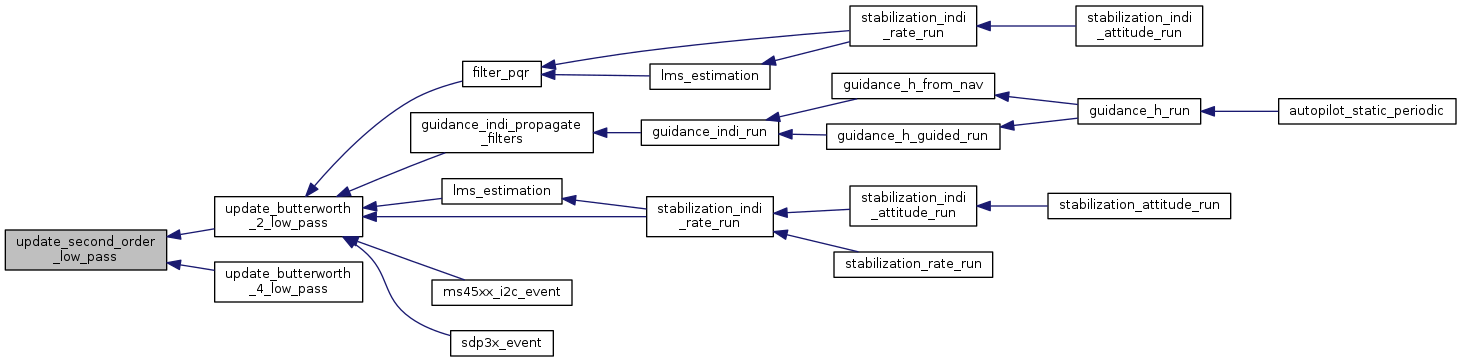 update_second_order
_low_pass
update_butterworth
_2_low_pass
update_butterworth
_4_low_pass
filter_pqr
guidance_indi_propagate
_filters
lms_estimation
ms45xx_i2c_event
sdp3x_event
lms_estimation
guidance_indi_run
stabilization_indi
_rate_run
stabilization_indi
_rate_run
guidance_h_from_nav
guidance_h_guided_run
stabilization_indi
_attitude_run
stabilization_rate_run
stabilization_indi
_attitude_run
guidance_h_run
stabilization_attitude_run
autopilot_static_periodic